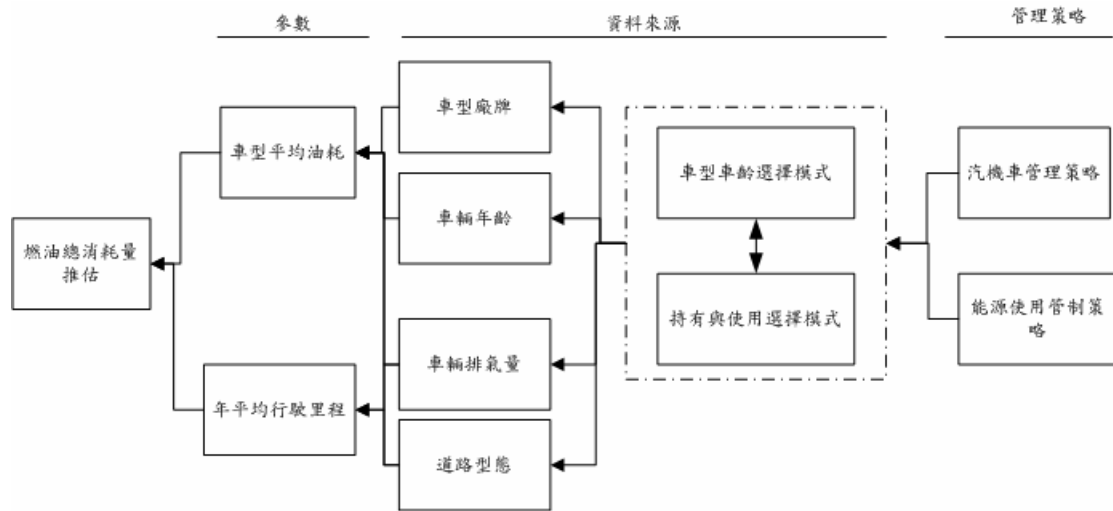 參數
資料來源
管理策略
車型廠牌
車型平均油耗
車型車齡選擇模式
汽機車管理策略
車輛年齡
燃油總消耗量
推估
持有與使用選擇模式
能源使用管制策
略
車輛排氣量
年平均行駛里程
道路型態